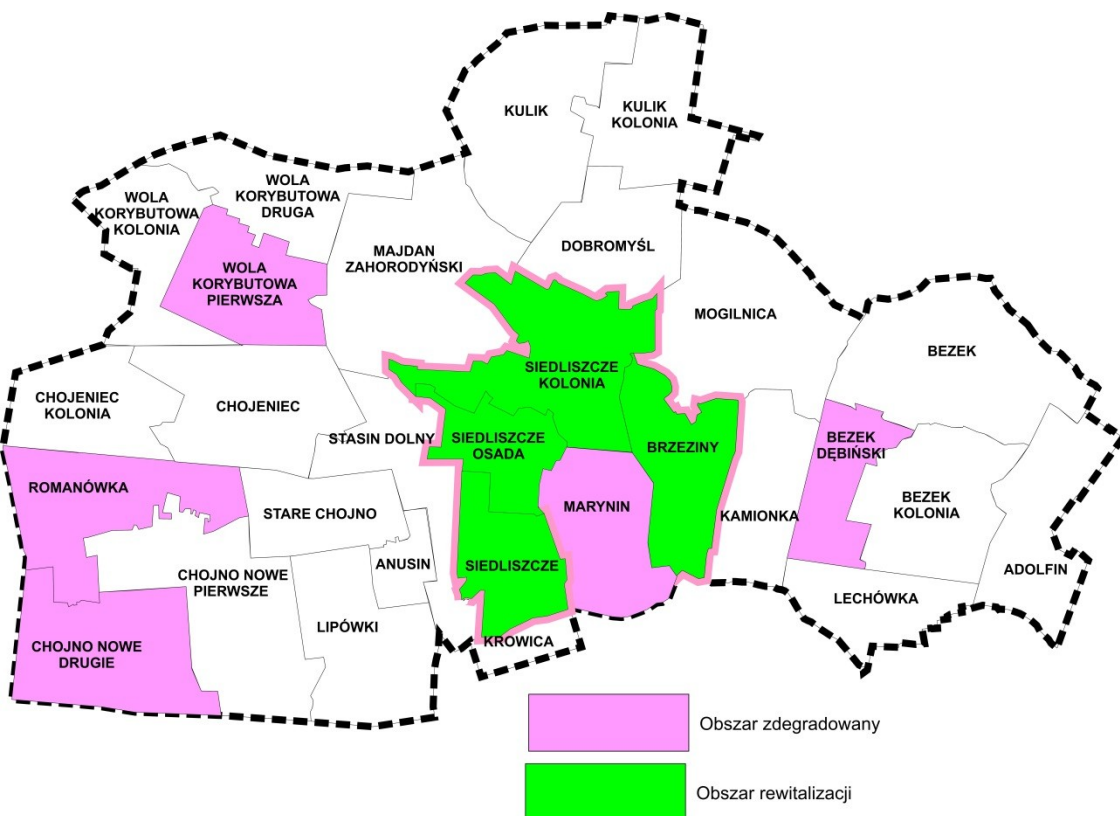 KULIK
KULIK
KOLONIA
WOLA
KORYBUTOWA
DRUGA
WOLA
KORYBUTOWA
KOLONIA
DOBROMYŚL
MAJDAN
ZAHORODYŃSKI
WOLA
KORYBUTOWA
PIERWSZA
MOGILNICA
BEZEK
SIEDLISZCZE
KOLONIA
CHOJENIEC
KOLONIA
CHOJENIEC
STASIN DOLNY
SIEDLISZCZE
OSADA
BRZEZINY
BEZEK
DĘBIŃSKI
ROMANÓWKA
STARE CHOJNO
MARYNIN
KAMIONKA
BEZEK
KOLONIA
ANUSIN
SIEDLISZCZE
ADOLFIN
CHOJNO NOWE
PIERWSZE
LECHÓWKA
LIPÓWKI
KROWICA
CHOJNO NOWE
DRUGIE
Obszar zdegradowany
Obszar rewitalizacji